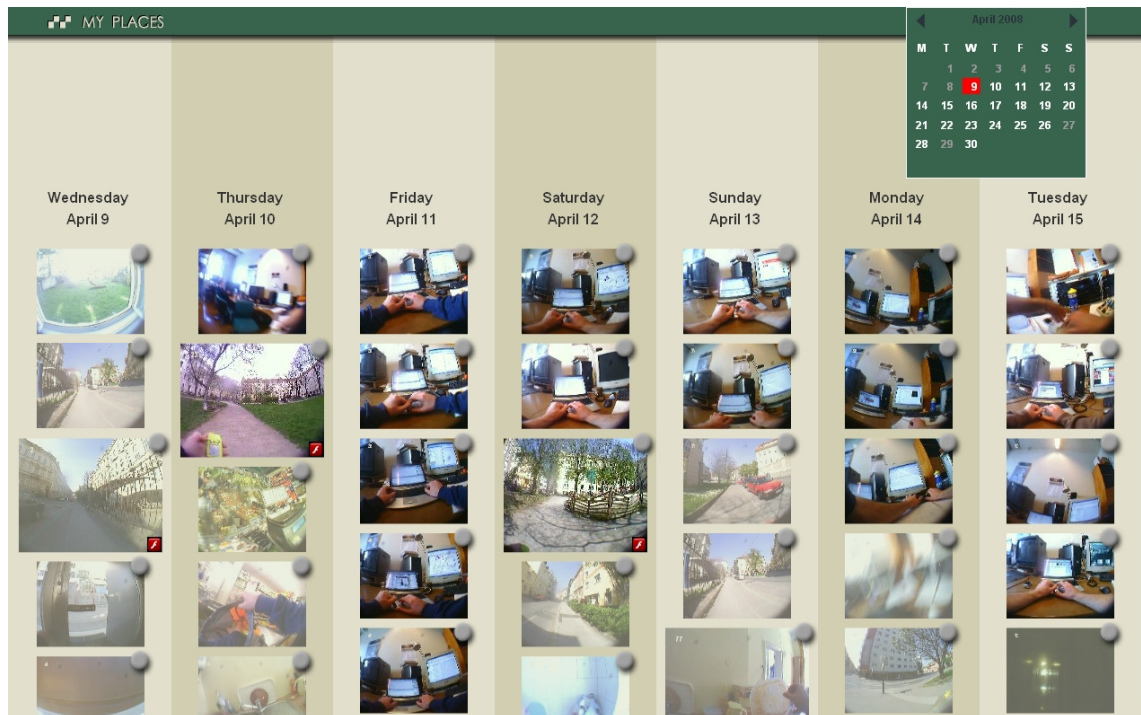 MY PLACES
April 2008
M T W T F S S
1 2 3 4 5 6
7 8 9 10 11 12 13
14 15 16 17 18 19 20
21 22 23 24 25 26 27
28 29 30
Wednesday Thursday Friday Saturday Sunday Monday Tuesday
April 9 April 10 April 11 April 12 April 13 April 14 April 15